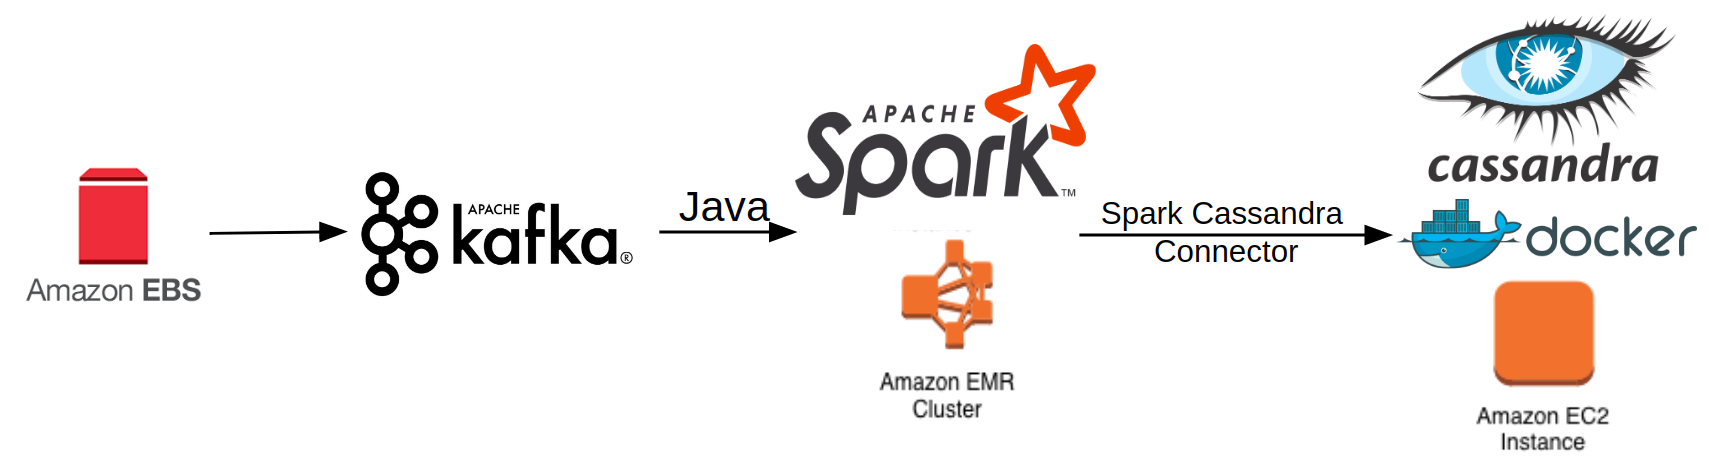 Amazon EBS
APACHE
kafka®
Java
APACHE
Spark™
Amazon EMR
Cluster
Spark Cassandra
Connector
cassandra
docker
Amazon EC2
Instance